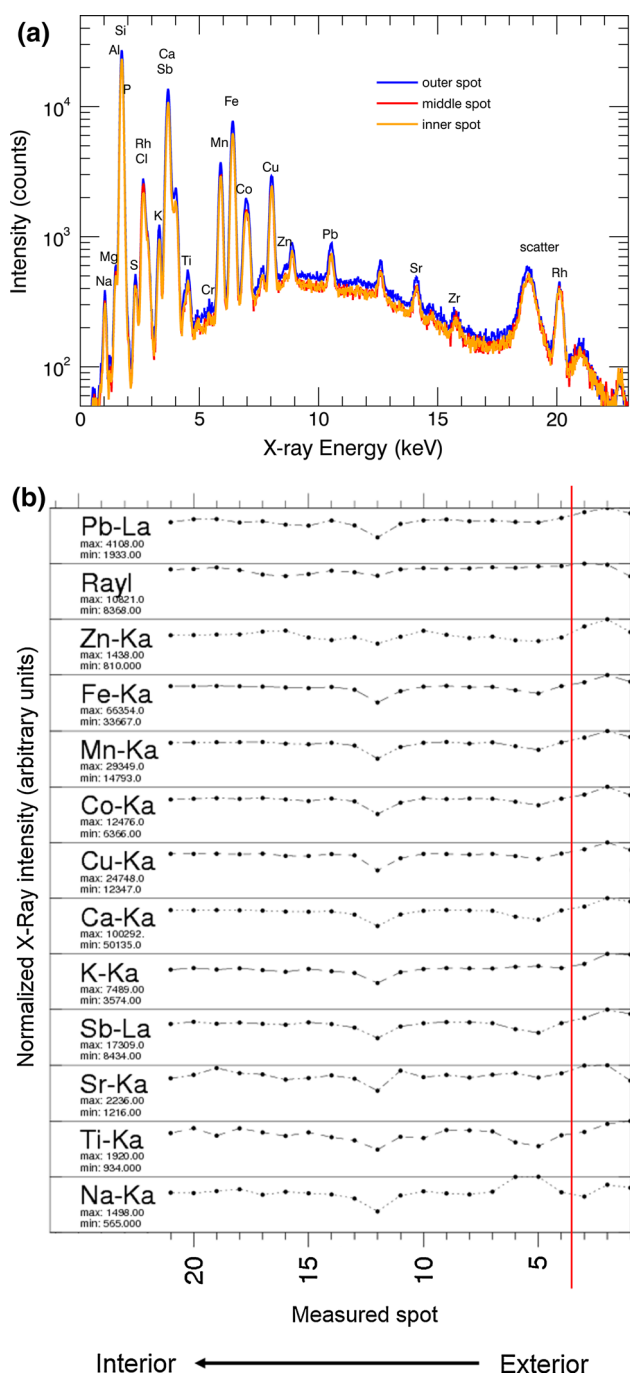 (a)
Si
Al
P
Ca
Sb
Fe
Rh
Cl
Mn
Cu
Co
K
Mg
Na
S
Ti
Cr
Zn
Pb
Sr
Zr
scatter
Rh
outer spot
middle spot
inner spot
10^4
10^3
10^2
Intensity (counts)
0 5 10 15 20
X-ray Energy (keV)
(b)
Pb-La
max: 4108.00
min: 1933.00
Rayl
max: 10821.0
min: 8368.00
Zn-Ka
max: 1438.00
min: 810.000
Fe-Ka
max: 66354.0
min: 33667.0
Mn-Ka
max: 29349.0
min: 14793.0
Co-Ka
max: 12476.0
min: 6366.00
Cu-Ka
max: 24748.0
min: 12347.0
Ca-Ka
max: 100292.
min: 50135.0
K-Ka
max: 7489.00
min: 3574.00
Sb-La
max: 17309.0
min: 8434.00
Sr-Ka
max: 2236.00
min: 1216.00
Ti-Ka
max: 1920.00
min: 934.000
Na-Ka
max: 1498.00
min: 565.000
Normalized X-Ray intensity (arbitrary units)
20 15 10 5
Measured spot
Interior Exterior